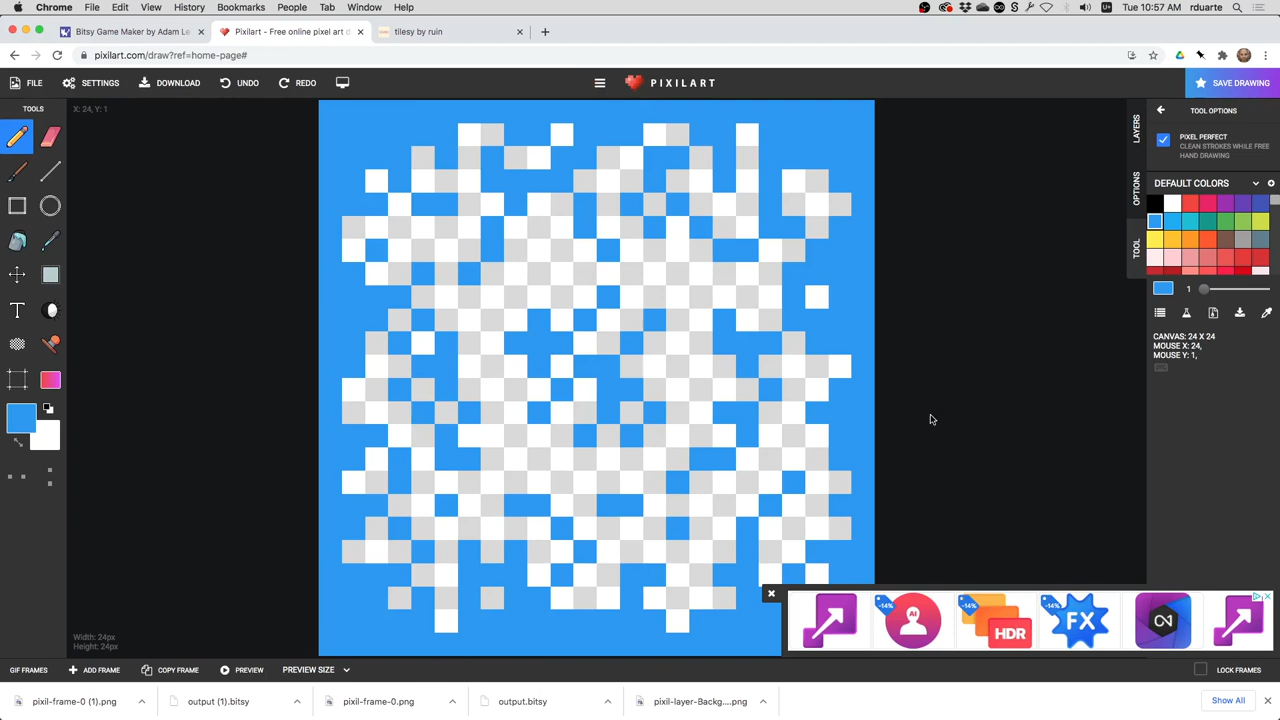 Chrome File Edit View History Bookmarks People Tab Window Help Tue 10:57 AM rduarte
Bitsy Game Maker by Adam Le Pixilart - Free online pixel art d tilesy by ruin
pixilart.com/draw?ref=home-page#
FILE SETTINGS DOWNLOAD UNDO REDO PIXILART SAVE DRAWING
TOOLS
X: 24, Y: 1
LAYERS
OPTIONS
TOOL
TOOL OPTIONS
PIXEL PERFECT
CLEAN STROKES WHILE FREE
HAND DRAWING
DEFAULT COLORS
1
CANVAS: 24 X 24
MOUSE X: 24,
MOUSE Y: 1,
T
-14% AI -14% HDR -14% FX
Width: 24px
Height: 24px
GIF FRAMES ADD FRAME COPY FRAME PREVIEW PREVIEW SIZE LOCK FRAMES
pixil-frame-0 (1).png output (1).bitsy pixil-frame-0.png output.bitsy pixil-layer-Backg....png Show All